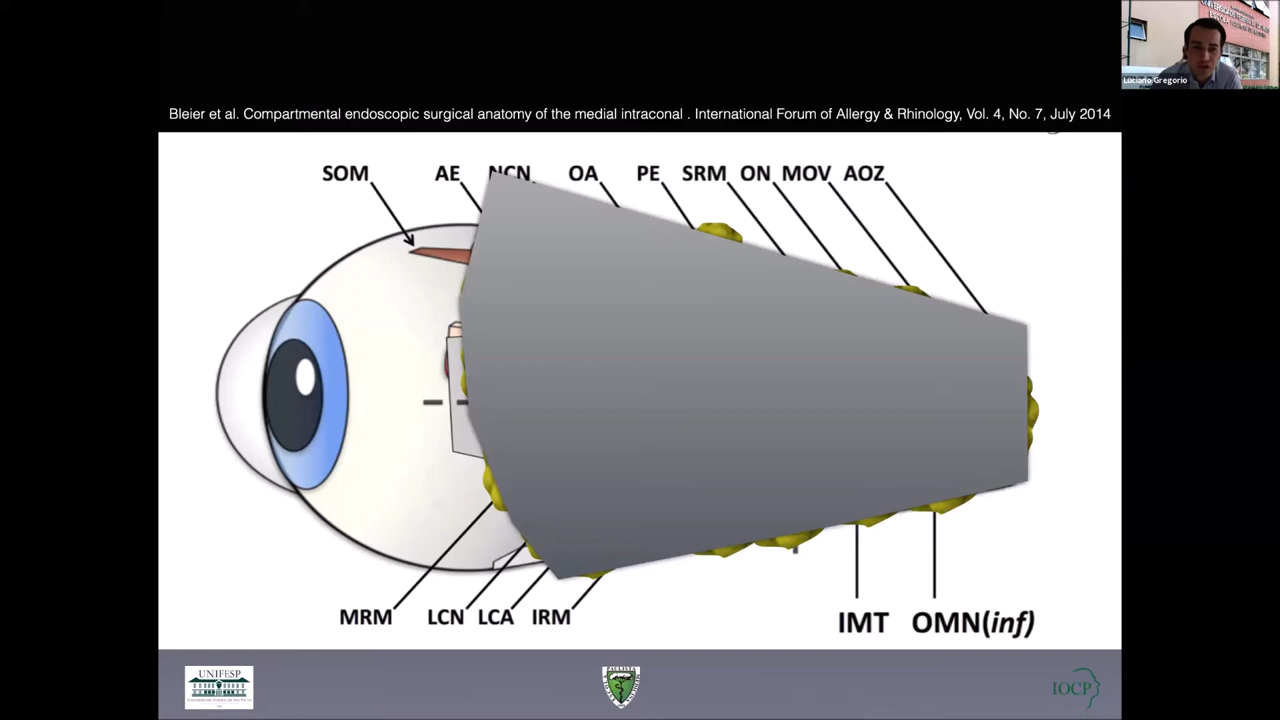 Luciano Gregorio
Bleier et al. Compartmental endoscopic surgical anatomy of the medial intraconal . International Forum of Allergy & Rhinology, Vol. 4, No. 7, July 2014
SOM AE NCN OA PE SRM ON MOV AOZ
MRM LCN LCA IRM IMT OMN(inf)
UNIFESP
IOCP